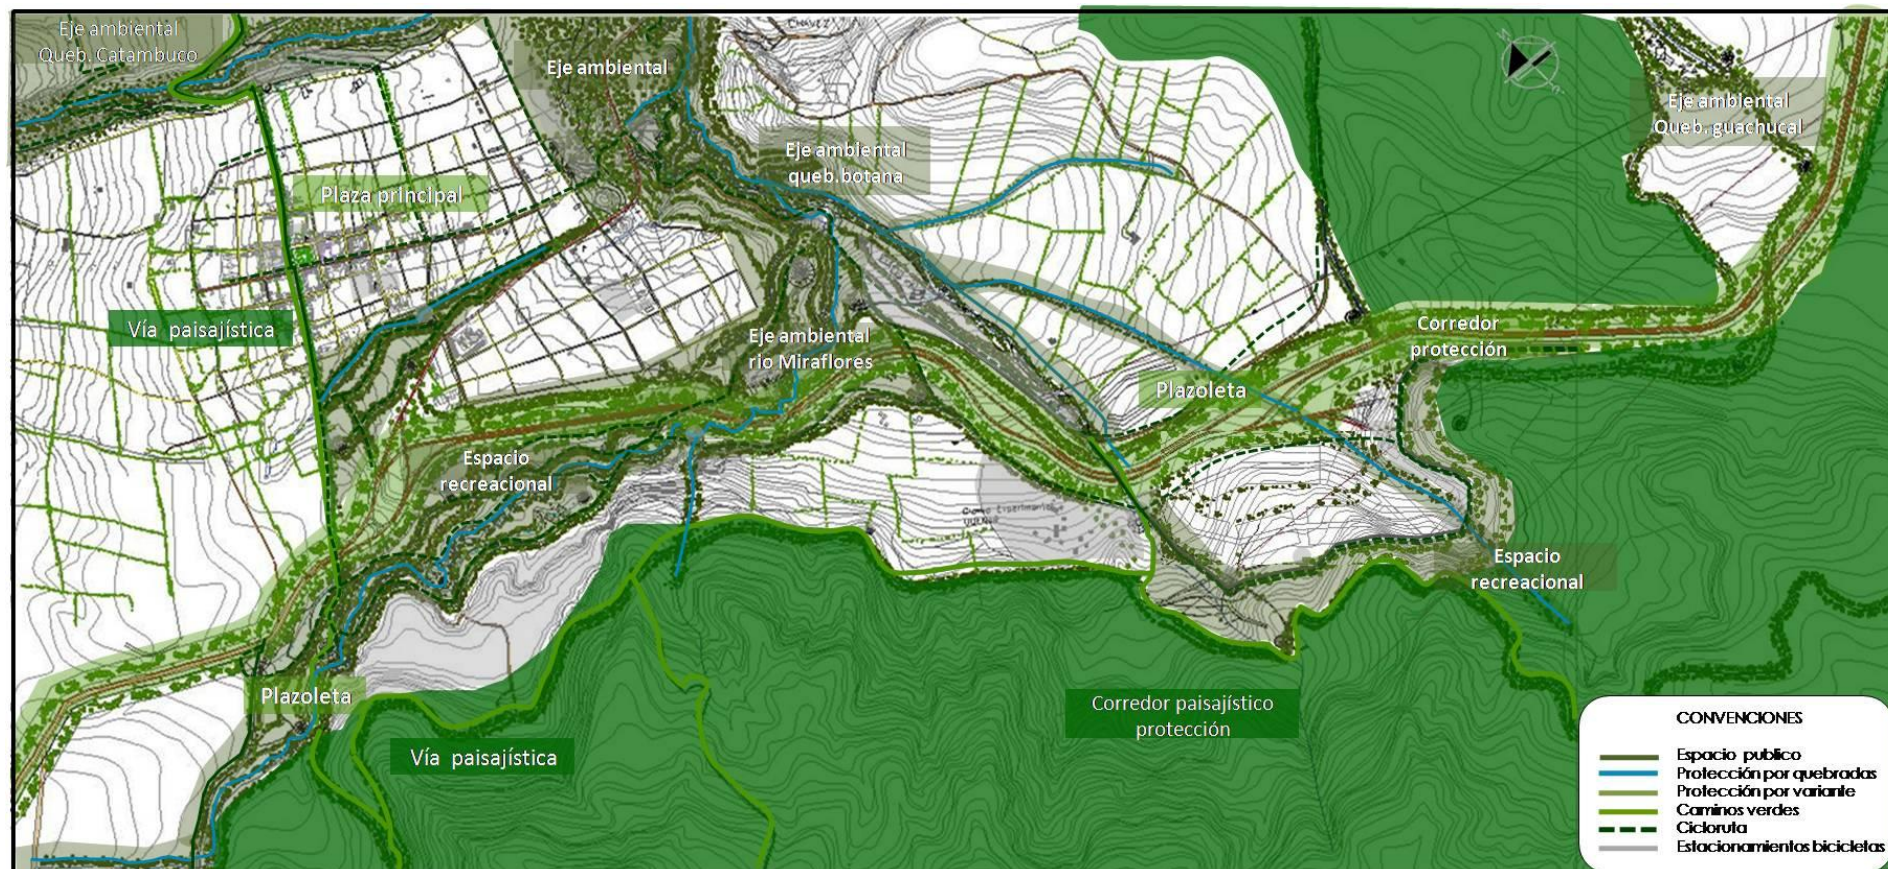 Eje ambiental
Queb. Catambuco
Eje ambiental
CHAVEZ
Eje ambiental
Queb. guachucal
Eje ambiental
queb.botana
Plaza principal
Vía paisajística
Eje ambiental
rio Miraflores
Corredor
protección
Plazoleta
Espacio
recreacional
Espacio
recreacional
Plazoleta
Corredor paisajístico
protección
Vía paisajística
CONVENCIONES
Espacio publico
Protección por quebradas
Protección por variante
Caminos verdes
Cicloruta
Estacionamientos bicicletas